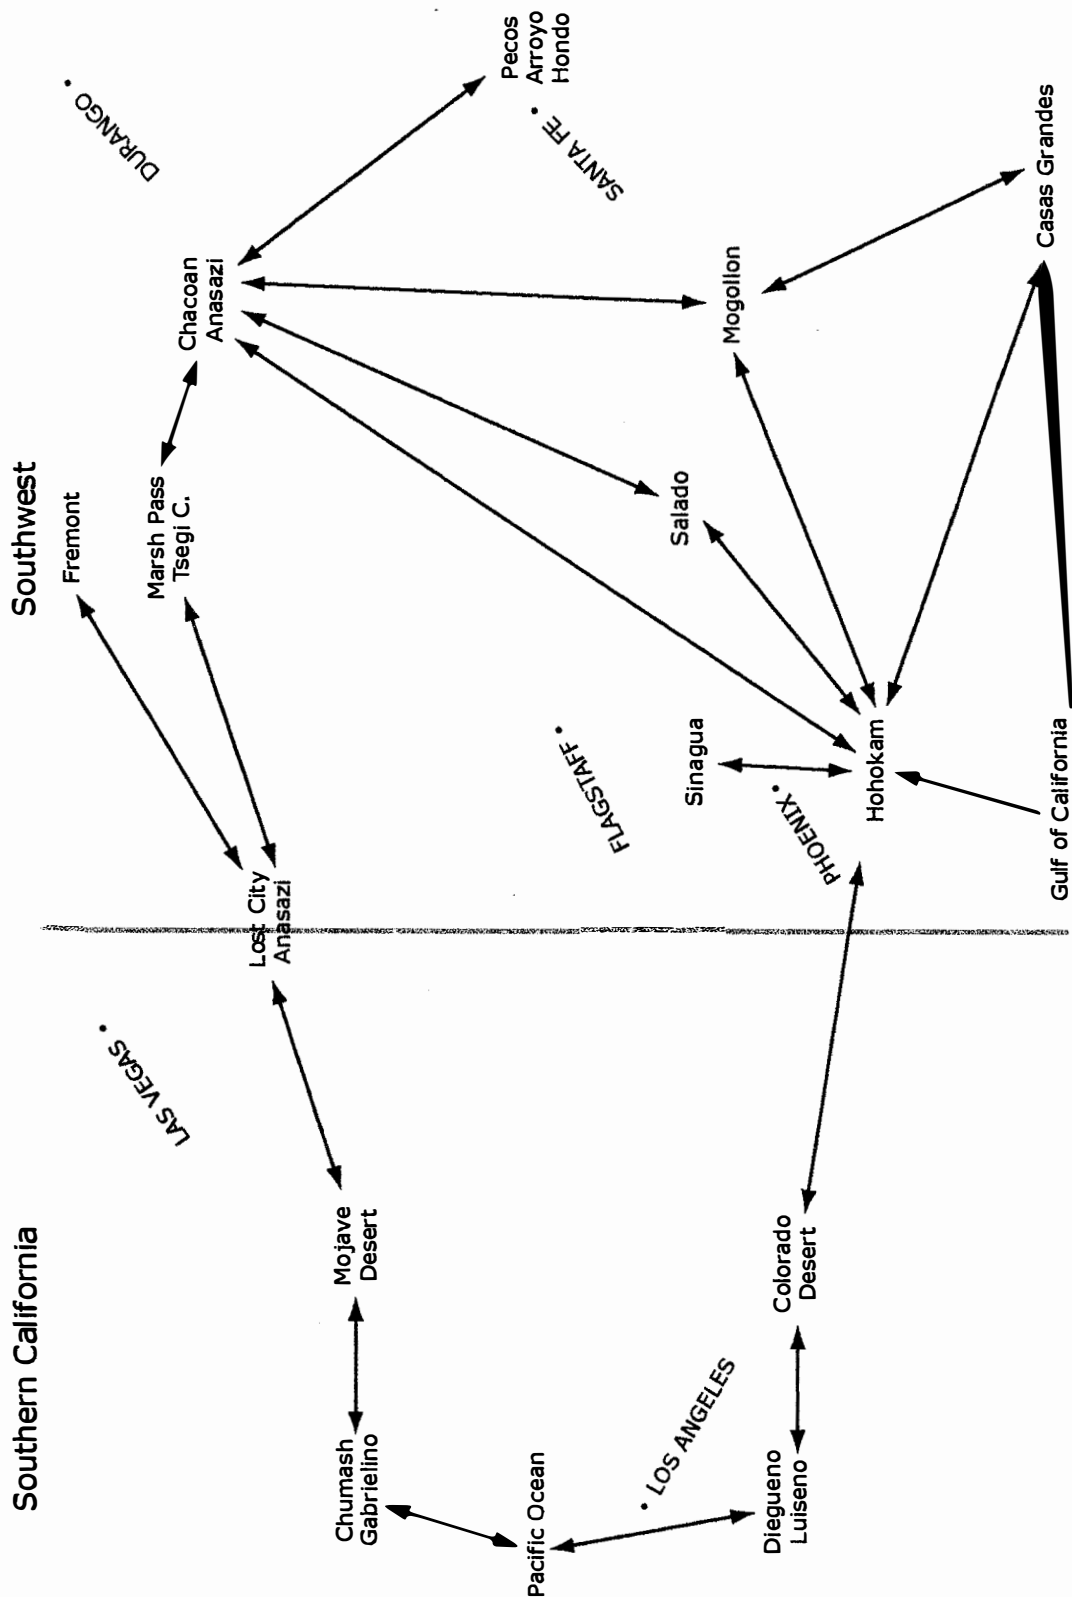 Southern California
Southwest
Fremont
DURANGO
LAS VEGAS
Marsh Pass
Tsegi C.
Chacoan
Anasazi
Lost City
Anasazi
Mojave
Desert
Chumash
Gabrielino
Pecos
Arroyo
Hondo
SANTA FE
Pacific Ocean
FLAGSTAFF
LOS ANGELES
Salado
Sinagua
Mogollon
PHOENIX
Diegueno
Luiseno
Colorado
Desert
Hohokam
Casas Grandes
Gulf of California